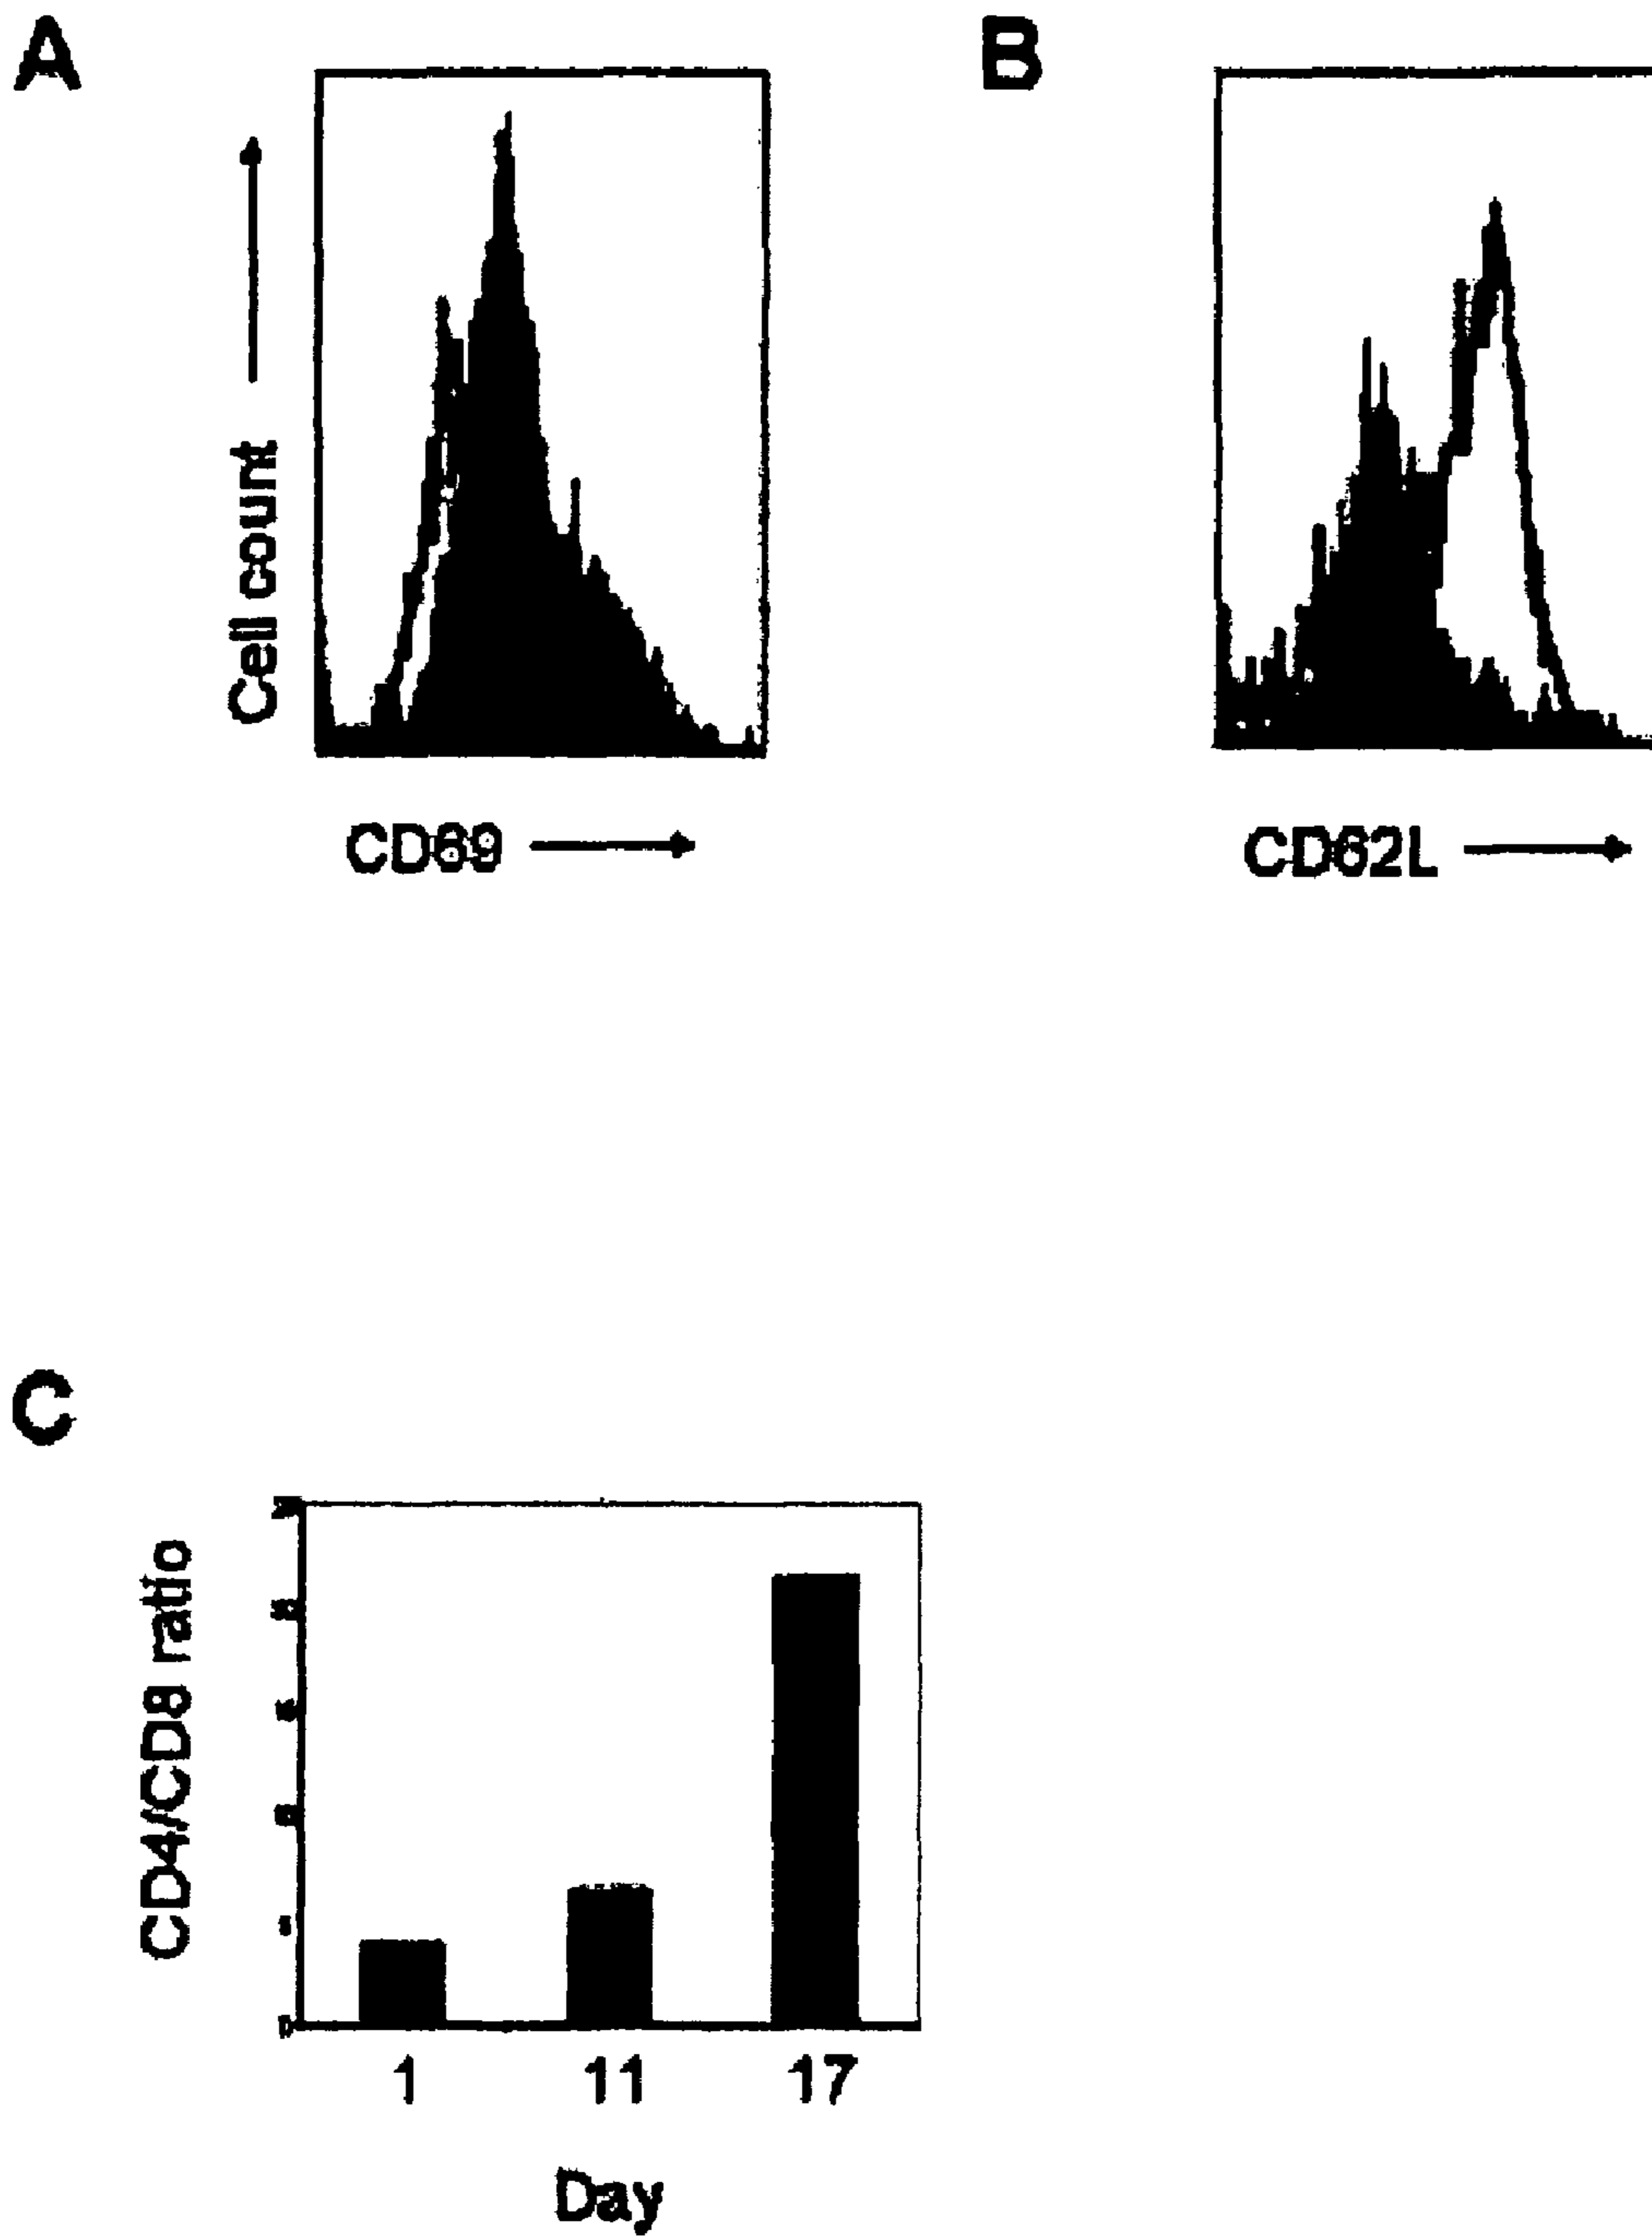 A
B
Cell count
CD69
CD62L
C
CD4/CD8 ratio
1 11 17
Day